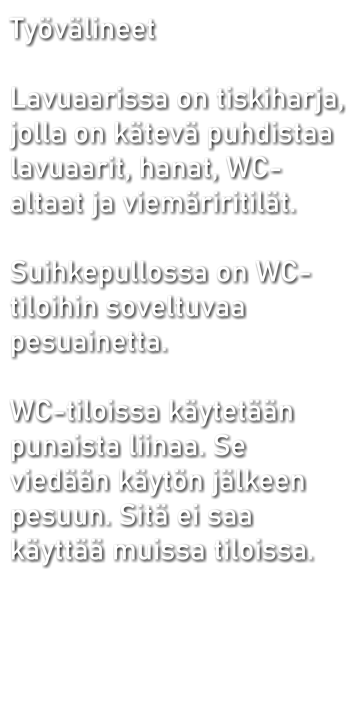 Työvälineet
Lavuaarissa on tiskiharja,
jolla on kätevä puhdistaa
lavuaarit, hanat, WC-
altaat ja viemäriritilät.
Suihkepullossa on WC-
tiloihin soveltuvaa
pesuainetta.
WC-tiloissa käytetään
punaista liinaa. Se
viedään käytön jälkeen
pesuun. Sitä ei saa
käyttää muissa tiloissa.